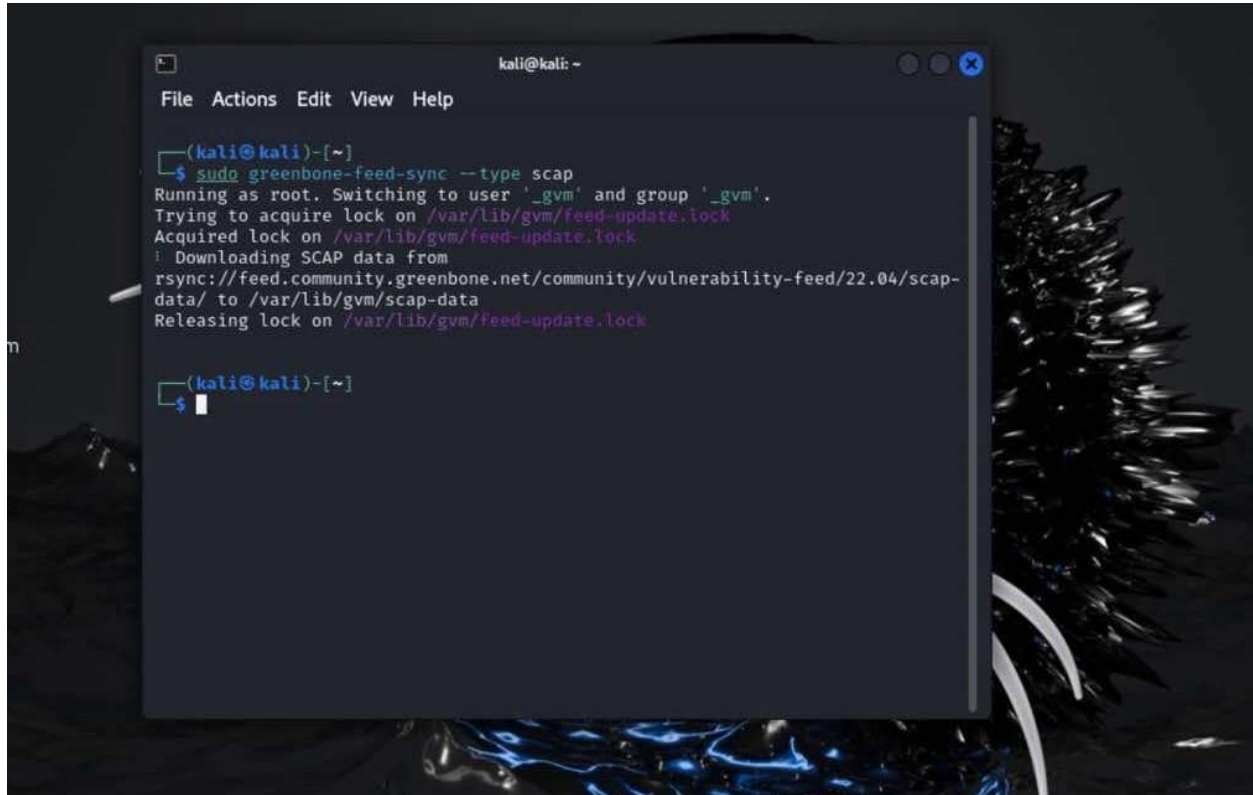 kali@kali: ~
File Actions Edit View Help
┌──(kali㉿kali)-[~]
└─$ sudo greenbone-feed-sync --type scap
Running as root. Switching to user '_gvm' and group '_gvm'.
Trying to acquire lock on /var/lib/gvm/feed-update.lock
Acquired lock on /var/lib/gvm/feed-update.lock
⠇ Downloading SCAP data from
rsync://feed.community.greenbone.net/community/vulnerability-feed/22.04/scap-
data/ to /var/lib/gvm/scap-data
Releasing lock on /var/lib/gvm/feed-update.lock
m
┌──(kali㉿kali)-[~]
└─$